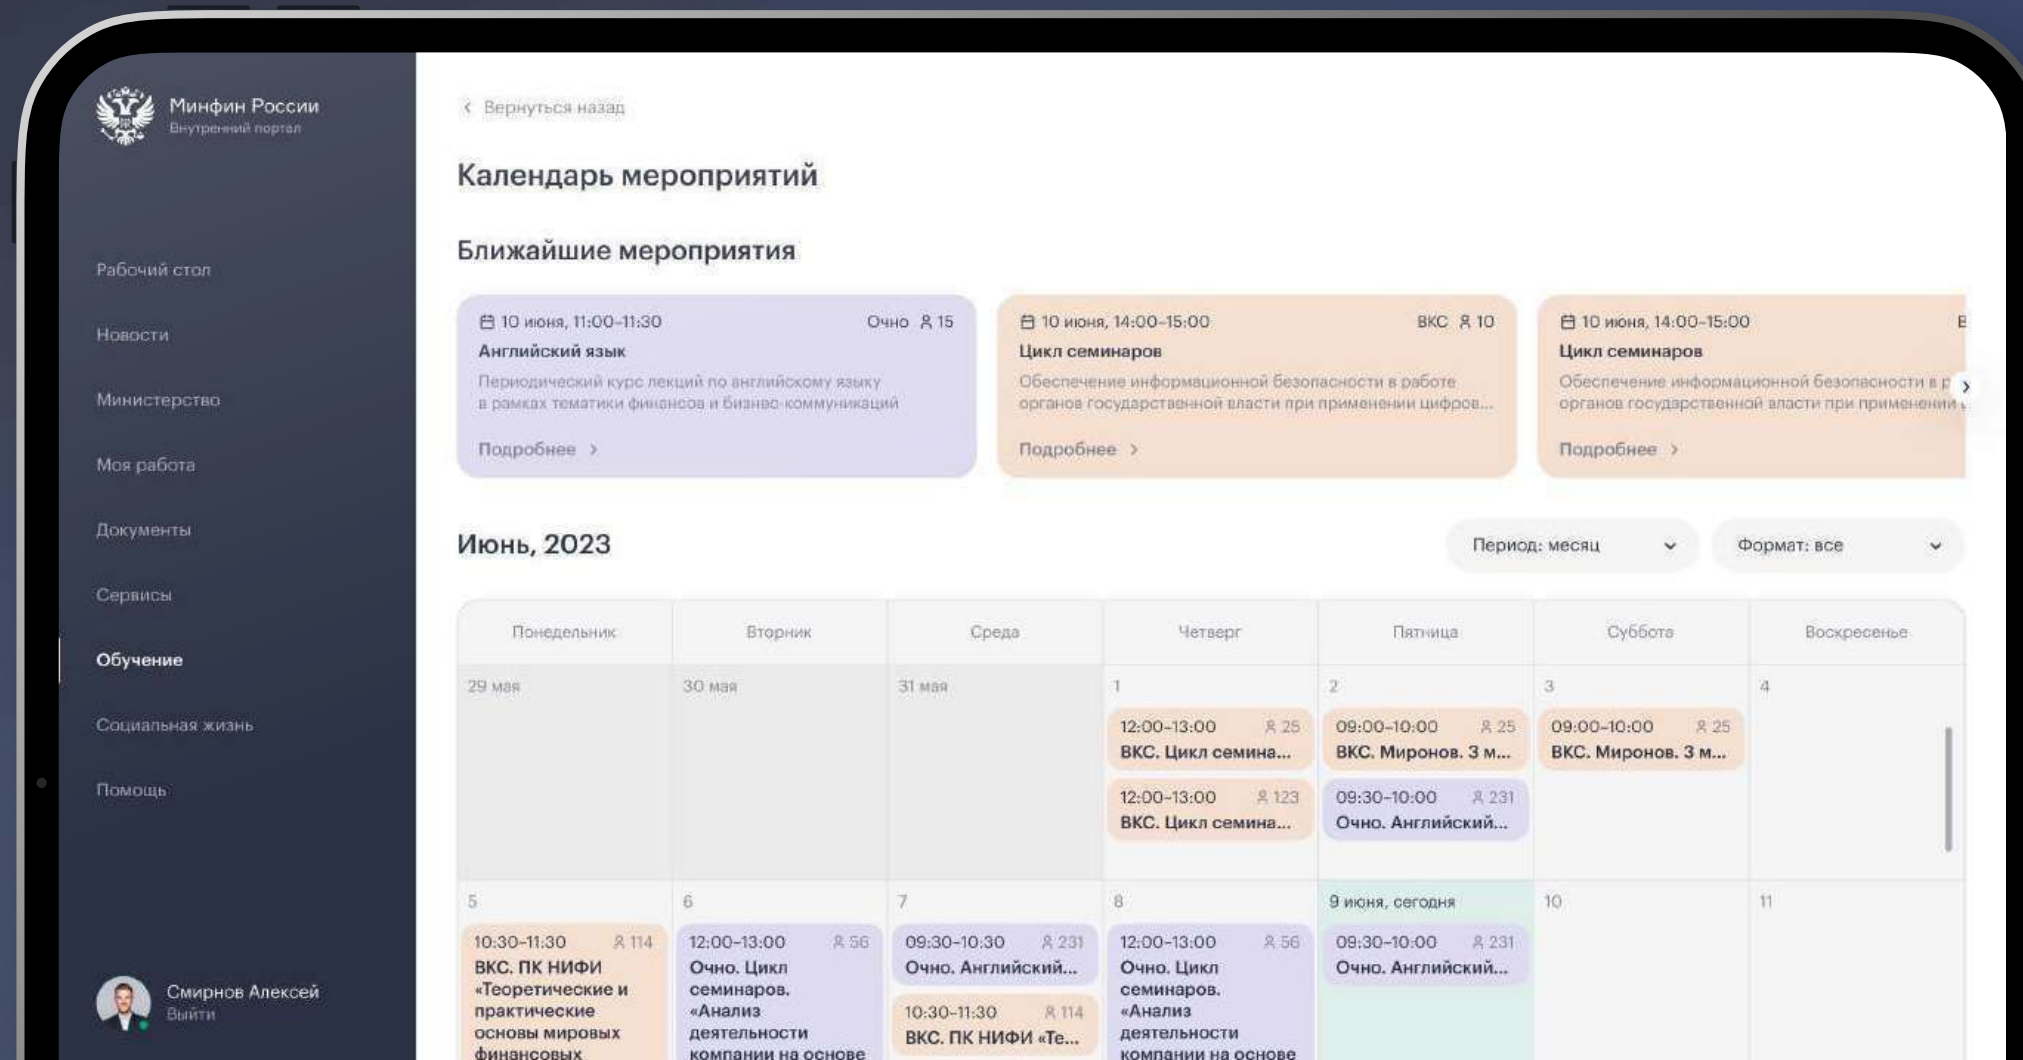 Минфин России
Внутренний портал
Рабочий стол
Новости
Министерство
Моя работа
Документы
Сервисы
Обучение
Социальная жизнь
Помощь
Смирнов Алексей
Выйти
Вернуться назад
Календарь мероприятий
Ближайшие мероприятия
10 июня, 11:00–11:30 Очно 15
Английский язык
Периодический курс лекций по английскому языку
в рамках тематики финансов и бизнес-коммуникаций
Подробнее
10 июня, 14:00–15:00 ВКС 10
Цикл семинаров
Обеспечение информационной безопасности в работе
органов государственной власти при применении цифров...
Подробнее
10 июня, 14:00–15:00
Цикл семинаров
Обеспечение информационной безопасности в р
органов государственной власти при применении
Подробнее
Июнь, 2023
Период: месяц
Формат: все
Понедельник Вторник Среда Четверг Пятница Суббота Воскресенье
29 мая
30 мая
31 мая
1
12:00–13:00 25
ВКС. Цикл семина...
12:00–13:00 123
ВКС. Цикл семина...
2
09:00–10:00 25
ВКС. Миронов. 3 м...
09:30–10:00 231
Очно. Английский...
3
09:00–10:00 25
ВКС. Миронов. 3 м...
4
5
10:30–11:30 114
ВКС. ПК НИФИ
«Теоретические и
практические
основы мировых
финансовых
6
12:00–13:00 56
Очно. Цикл
семинаров.
«Анализ
деятельности
компании на основе
7
09:30–10:30 231
Очно. Английский...
10:30–11:30 114
ВКС. ПК НИФИ «Те...
8
12:00–13:00 56
Очно. Цикл
семинаров.
«Анализ
деятельности
компании на основе
9 июня, сегодня
09:30–10:00 231
Очно. Английский...
10
11